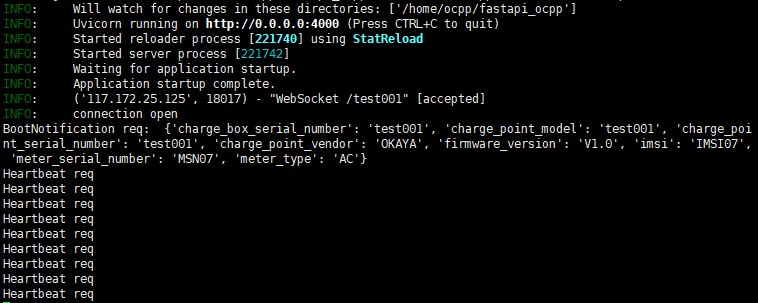 INFO:     Will watch for changes in these directories: ['/home/ocpp/fastapi_ocpp']
INFO:     Uvicorn running on http://0.0.0.0:4000 (Press CTRL+C to quit)
INFO:     Started reloader process [221740] using StatReload
INFO:     Started server process [221742]
INFO:     Waiting for application startup.
INFO:     Application startup complete.
INFO:     ('117.172.25.125', 18017) - "WebSocket /test001" [accepted]
INFO:     connection open
BootNotification req:  {'charge_box_serial_number': 'test001', 'charge_point_model': 'test001', 'charge_poi
nt_serial_number': 'test001', 'charge_point_vendor': 'OKAYA', 'firmware_version': 'V1.0', 'imsi': 'IMSI07',
 'meter_serial_number': 'MSN07', 'meter_type': 'AC'}
Heartbeat req
Heartbeat req
Heartbeat req
Heartbeat req
Heartbeat req
Heartbeat req
Heartbeat req
Heartbeat req
Heartbeat req